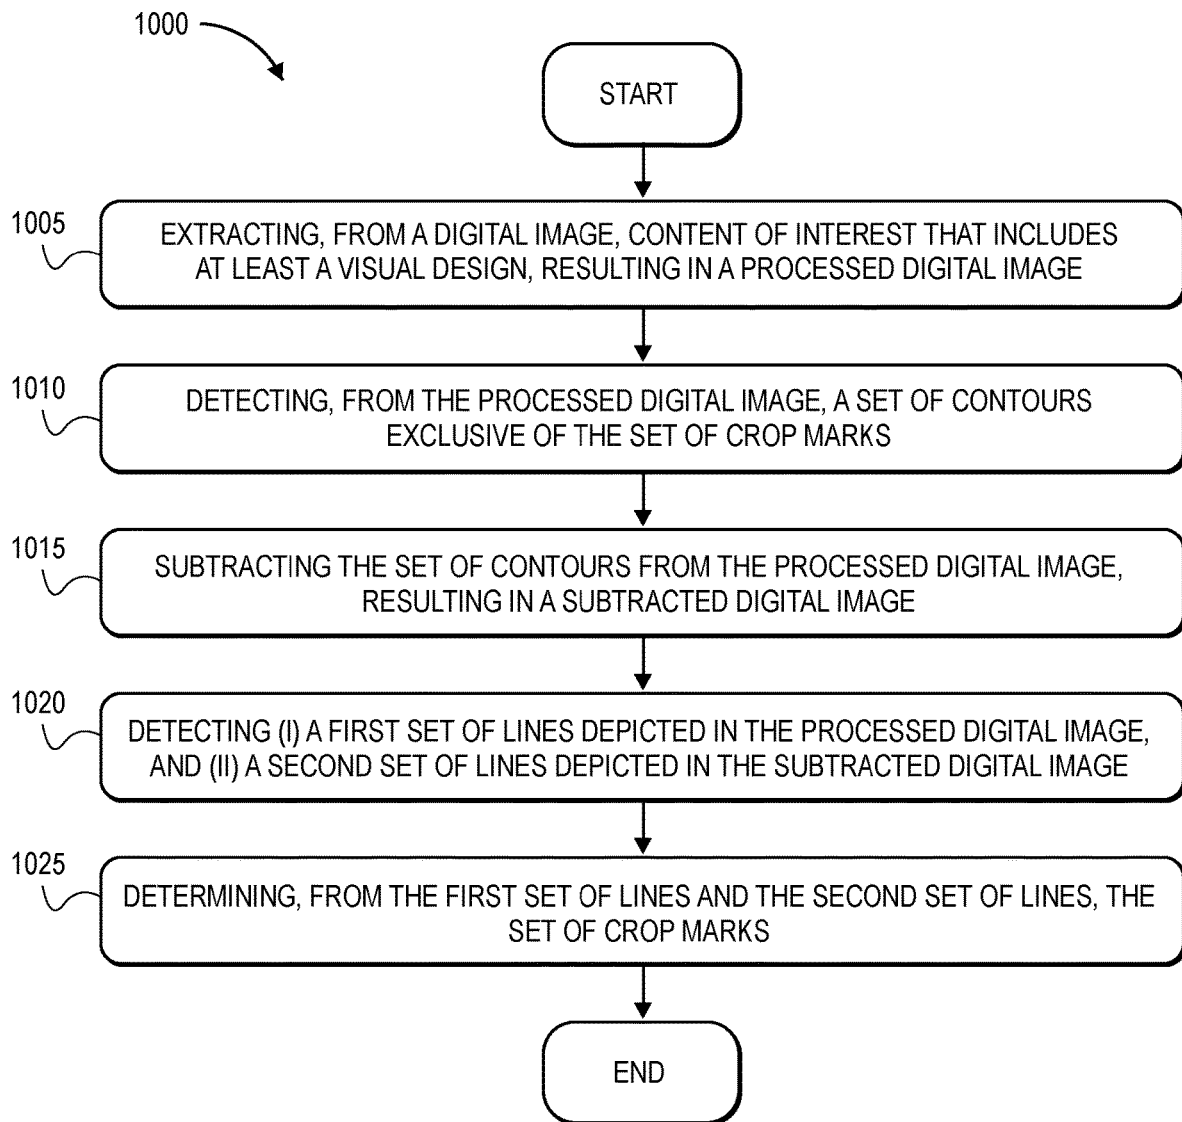 1000
START
1005
EXTRACTING, FROM A DIGITAL IMAGE, CONTENT OF INTEREST THAT INCLUDES
AT LEAST A VISUAL DESIGN, RESULTING IN A PROCESSED DIGITAL IMAGE
1010
DETECTING, FROM THE PROCESSED DIGITAL IMAGE, A SET OF CONTOURS
EXCLUSIVE OF THE SET OF CROP MARKS
1015
SUBTRACTING THE SET OF CONTOURS FROM THE PROCESSED DIGITAL IMAGE,
RESULTING IN A SUBTRACTED DIGITAL IMAGE
1020
DETECTING (I) A FIRST SET OF LINES DEPICTED IN THE PROCESSED DIGITAL IMAGE,
AND (II) A SECOND SET OF LINES DEPICTED IN THE SUBTRACTED DIGITAL IMAGE
1025
DETERMINING, FROM THE FIRST SET OF LINES AND THE SECOND SET OF LINES, THE
SET OF CROP MARKS
END